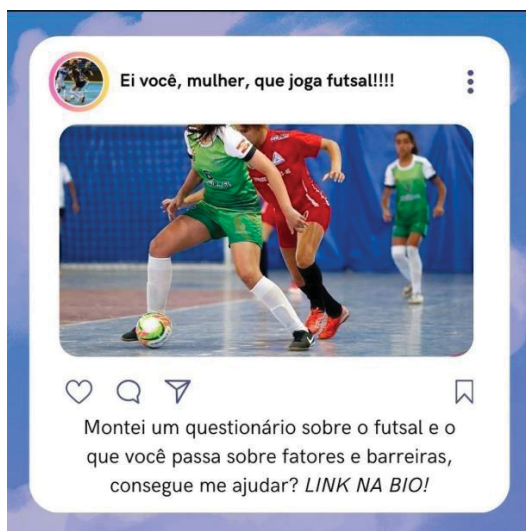 Ei você, mulher, que joga futsal!!!!
Montei um questionário sobre o futsal e o
que você passa sobre fatores e barreiras,
consegue me ajudar? LINK NA BIO!